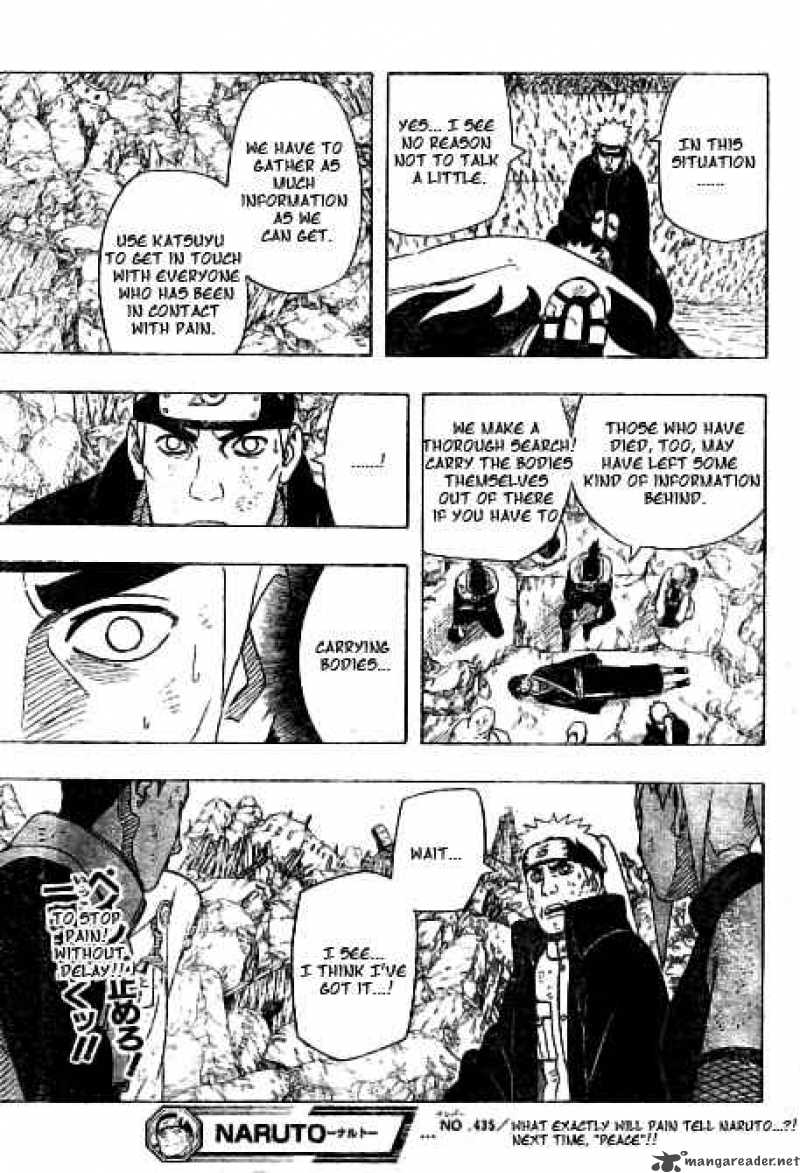 IN THIS
SITUATION
......
YES... I SEE
NO REASON
NOT TO TALK
A LITTLE.
WE HAVE TO
GATHER AS
MUCH
INFORMATION
AS WE
CAN GET.
USE KATSUYU
TO GET IN TOUCH
WITH EVERYONE
WHO HAS BEEN
IN CONTACT
WITH PAIN.
THOSE WHO HAVE
DIED, TOO, MAY
HAVE LEFT SOME
KIND OF INFORMATION
BEHIND.
WE MAKE A
THOROUGH SEARCH!
CARRY THE BODIES
THEMSELVES
OUT OF THERE
IF YOU HAVE TO
......!
CARRYING
BODIES...
WAIT...
I SEE...
I THINK I'VE
GOT IT....!
TO STOP
PAIN!
WITHOUT
DELAY!!
止めろ!
くッ!!
NARUTO–ナルト–
... NO .435/WHAT EXACTLY WILL PAIN TELL NARUTO...?!
NEXT TIME, "PEACE"!!
mangareader.net